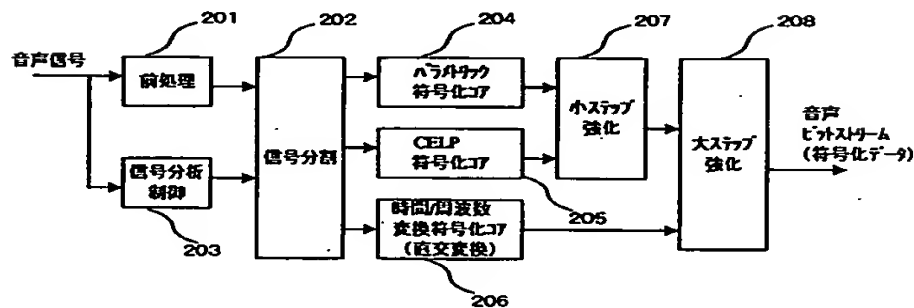 201
202
204
207
208
音声信号
前処理
パラメトリック
符号化コア
小ステップ
強化
信号分割
CELP
符号化コア
大ステップ
強化
音声
ビットストリーム
(符号化データ)
信号分析
制御
203
205
時間/周波数
変換符号化コア
(直交変換)
206